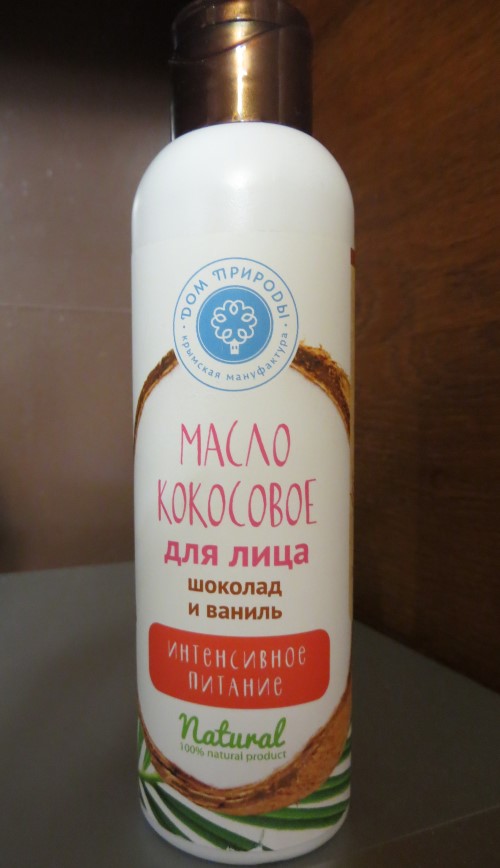 ДОМ ПРИРОДЫ
крымская мануфактура
МАСЛО
КОКОСОВОЕ
для лица
шоколад
и ваниль
ИНТЕНСИВНОЕ
ПИТАНИЕ
Natural
100% natural product